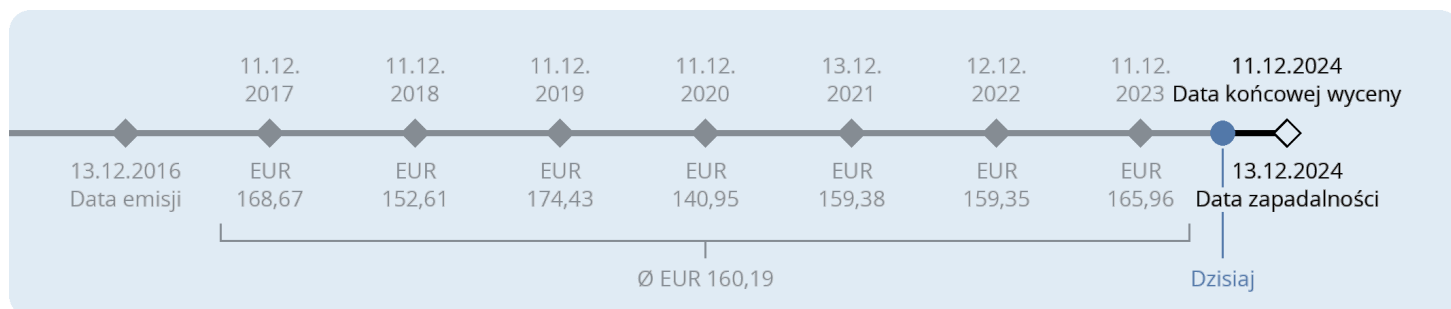 11.12.
2017
11.12.
2018
11.12.
2019
11.12.
2020
13.12.
2021
12.12.
2022
11.12.
2023
11.12.2024
Data końcowej wyceny
13.12.2016
Data emisji
EUR
168,67
EUR
152,61
EUR
174,43
EUR
140,95
EUR
159,38
EUR
159,35
EUR
165,96
13.12.2024
Data zapadalności
Ø EUR 160,19
Dzisiaj